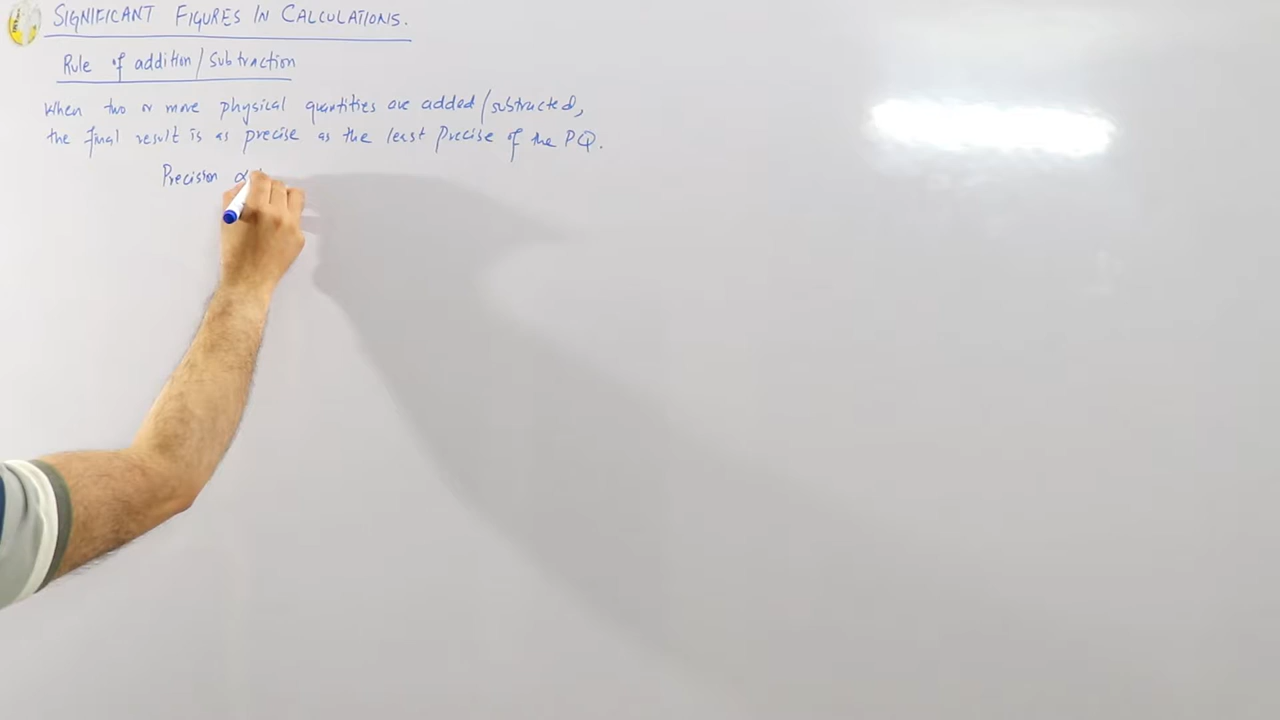 SIGNIFICANT FIGURES IN CALCULATIONS.
Rule of addition/Subtraction
When two or more physical quantities are added/subtracted,
the final result is as precise as the least precise of the PQ.
Precision α